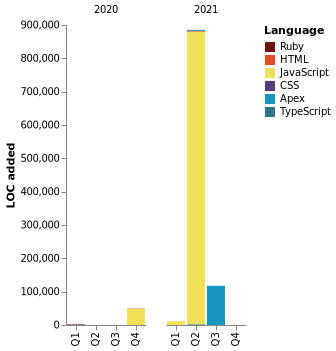 2020 2021
LOC added
900,000
800,000
700,000
600,000
500,000
400,000
300,000
200,000
100,000
0
Q1 Q2 Q3 Q4 Q1 Q2 Q3 Q4
Language
Ruby
HTML
JavaScript
CSS
Apex
TypeScript